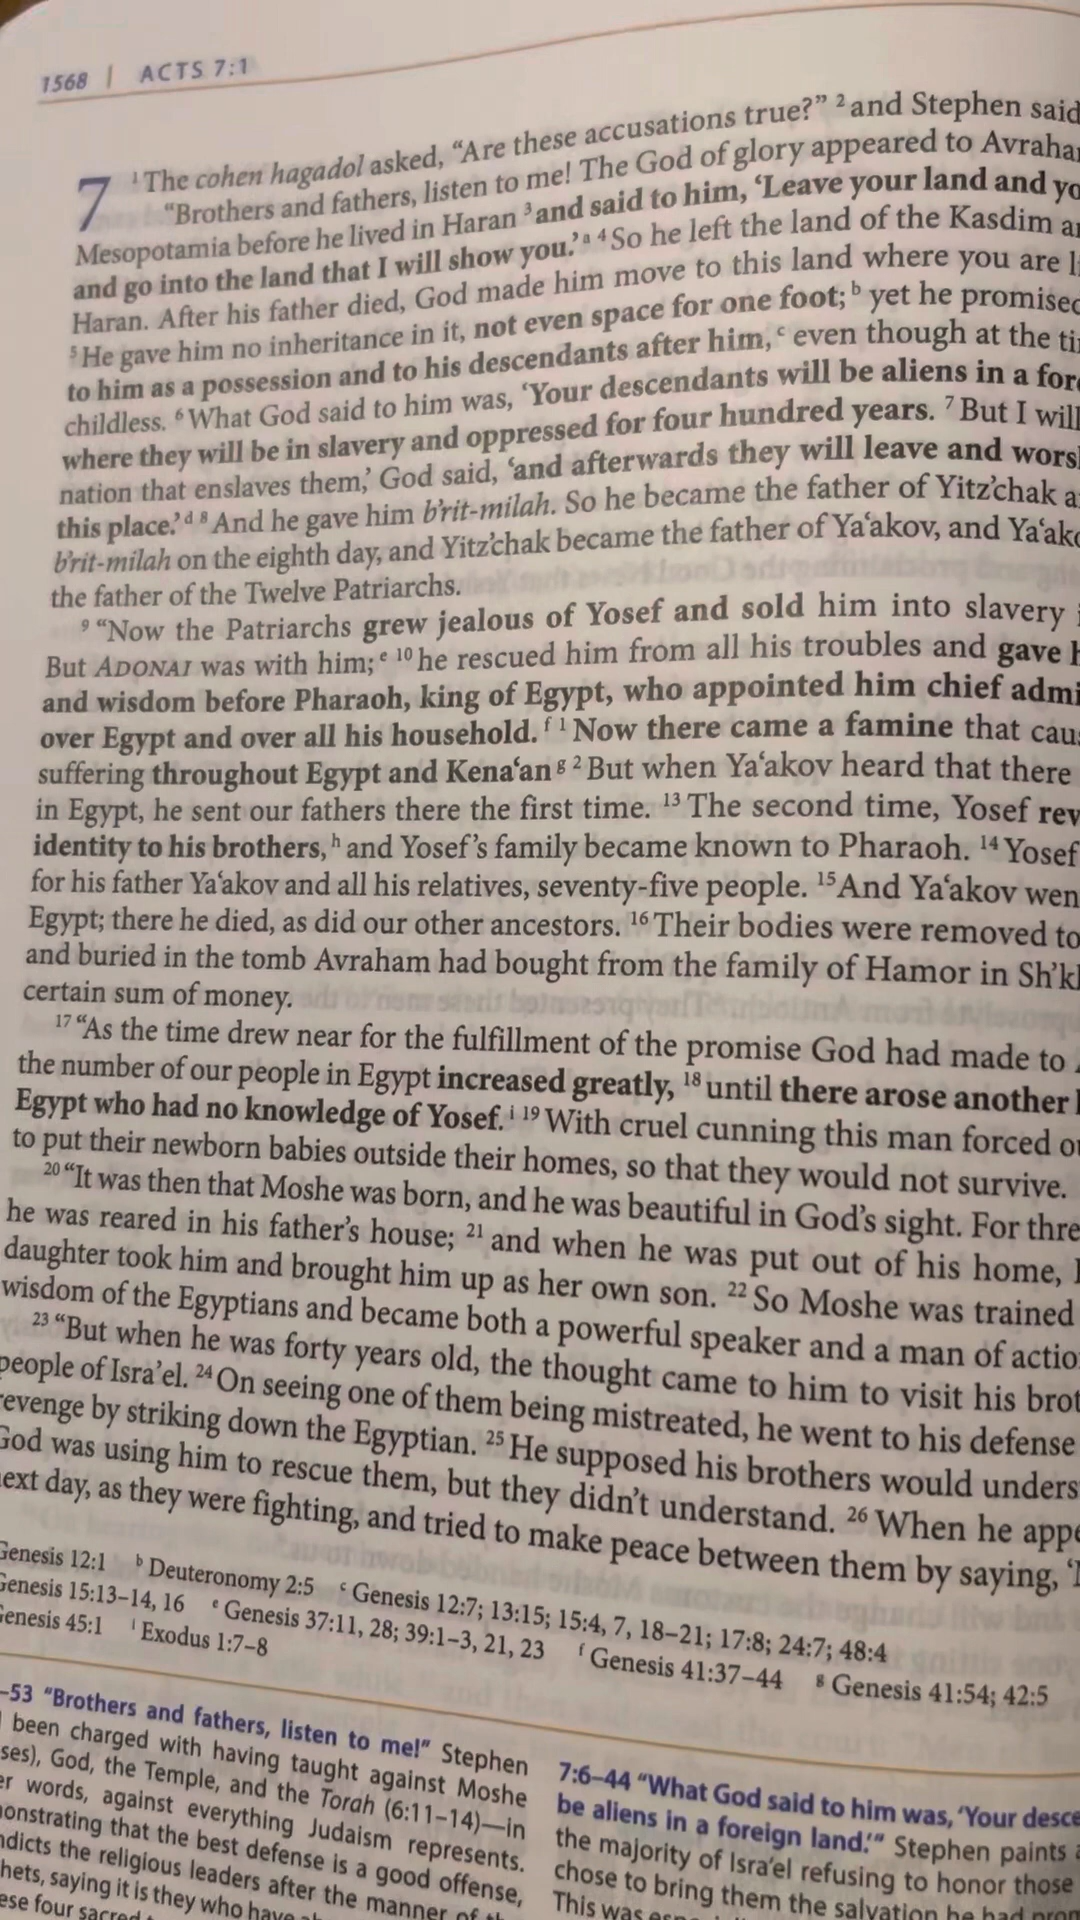 1568 | ACTS 7:1
7 ¹The cohen hagadol asked, “Are these accusations true?” ²and Stephen said
“Brothers and fathers, listen to me! The God of glory appeared to
Mesopotamia before he lived in Haran ³and said to him, ‘Leave your land and
and go into the land that I will show you.’ᵃ ⁴So he left the land of the Kasdim
Haran. After his father died, God made him move to this land where you are
⁵He gave him no inheritance in it, not even space for one foot;ᵇ yet he promised
to him as a possession and to his descendants after him,ᶜ even though at the
childless. ⁶What God said to him was, ‘Your descendants will be aliens in a
where they will be in slavery and oppressed for four hundred years. ⁷But I will
nation that enslaves them,’ God said, ‘and afterwards they will leave and
this place.’ᵈ ⁸And he gave him b’rit-milah. So he became the father of Yitz’chak
b’rit-milah on the eighth day, and Yitz’chak became the father of Ya‘akov, and
the father of the Twelve Patriarchs.
⁹“Now the Patriarchs grew jealous of Yosef and sold him into slavery
But ADONAI was with him;ᵉ ¹⁰he rescued him from all his troubles and gave
and wisdom before Pharaoh, king of Egypt, who appointed him chief
over Egypt and over all his household.ᶠ ¹Now there came a famine that
suffering throughout Egypt and Kena‘anᵍ ²But when Ya‘akov heard that there
in Egypt, he sent our fathers there the first time. ¹³The second time, Yosef
identity to his brothers,ʰ and Yosef’s family became known to Pharaoh. ¹⁴Yosef
for his father Ya‘akov and all his relatives, seventy-five people. ¹⁵And Ya‘akov
Egypt; there he died, as did our other ancestors. ¹⁶Their bodies were removed to
and buried in the tomb Avraham had bought from the family of Hamor in
certain sum of money.
¹⁷“As the time drew near for the fulfillment of the promise God had made to
the number of our people in Egypt increased greatly, ¹⁸until there arose another
Egypt who had no knowledge of Yosef.ⁱ ¹⁹With cruel cunning this man forced
to put their newborn babies outside their homes, so that they would not survive.
²⁰“It was then that Moshe was born, and he was beautiful in God’s sight. For
he was reared in his father’s house; ²¹and when he was put out of his home,
daughter took him and brought him up as her own son. ²²So Moshe was trained
wisdom of the Egyptians and became both a powerful speaker and a man of
²³“But when he was forty years old, the thought came to him to visit his
people of Isra’el. ²⁴On seeing one of them being mistreated, he went to his defense
revenge by striking down the Egyptian. ²⁵He supposed his brothers would
God was using him to rescue them, but they didn’t understand. ²⁶When he
next day, as they were fighting, and tried to make peace between them by saying,
Genesis 12:1 ᵇ Deuteronomy 2:5 ᶜ Genesis 12:7; 13:15; 15:4, 7, 18–21; 17:8; 24:7; 48:4
Genesis 15:13–14, 16 ᵉ Genesis 37:11, 28; 39:1–3, 21, 23 ᶠ Genesis 41:37–44 ᵍ Genesis 41:54; 42:5
Genesis 45:1 ⁱ Exodus 1:7–8
–53 “Brothers and fathers, listen to me!” Stephen
been charged with having taught against Moshe
God, the Temple, and the Torah (6:11–14)—in
words, against everything Judaism represents.
that the best defense is a good offense,
the religious leaders after the manner of
saying it is they who have
four
7:6–44 “What God said to him was, ‘Your
be aliens in a foreign land.’” Stephen paints
the majority of Isra’el refusing to honor those
chose to bring them the salvation he had
This was